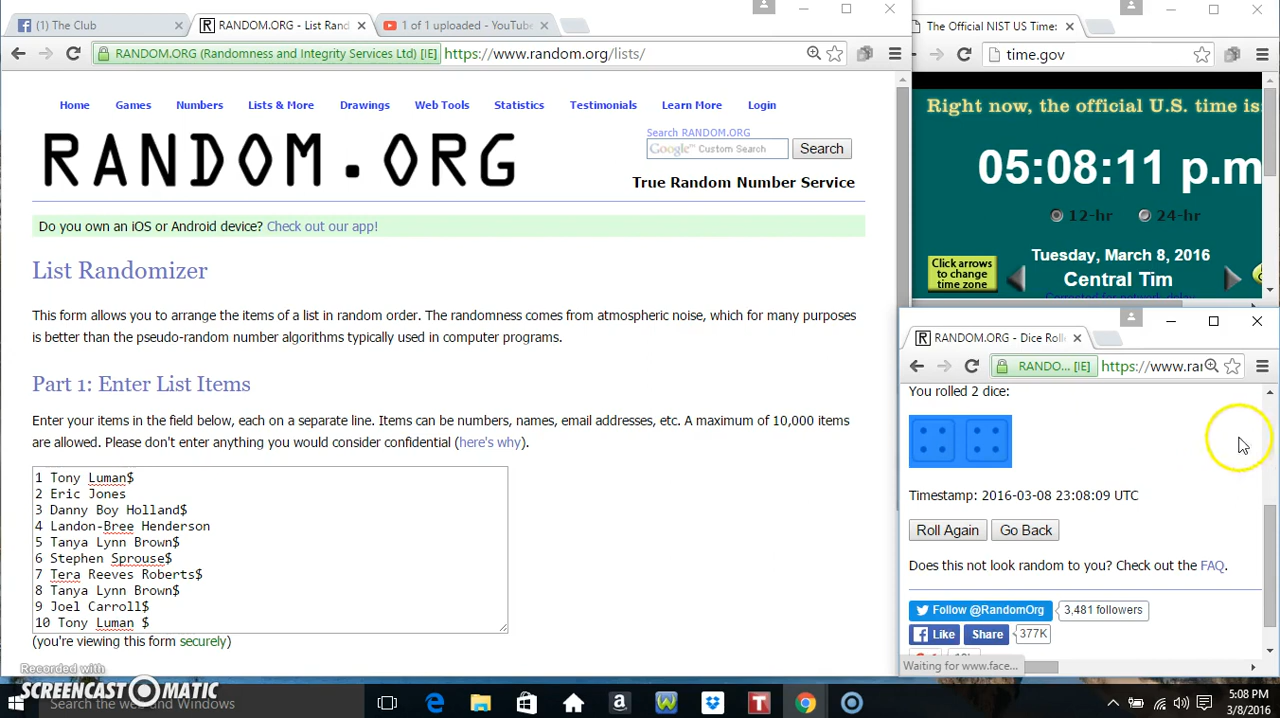 (1) The Club
RANDOM.ORG - List Rand
1 of 1 uploaded - YouTube
RANDOM.ORG (Randomness and Integrity Services Ltd) [IE]
https://www.random.org/lists/
Home Games Numbers Lists & More Drawings Web Tools Statistics Testimonials Learn More Login
RANDOM.ORG
Search RANDOM.ORG
Google™ Custom Search
Search
True Random Number Service
Do you own an iOS or Android device? Check out our app!
List Randomizer
This form allows you to arrange the items of a list in random order. The randomness comes from atmospheric noise, which for many purposes
is better than the pseudo-random number algorithms typically used in computer programs.
Part 1: Enter List Items
Enter your items in the field below, each on a separate line. Items can be numbers, names, email addresses, etc. A maximum of 10,000 items
are allowed. Please don't enter anything you would consider confidential (here's why).
1 Tony Luman$
2 Eric Jones
3 Danny Boy Holland$
4 Landon-Bree Henderson
5 Tanya Lynn Brown$
6 Stephen Sprouse$
7 Tera Reeves Roberts$
8 Tanya Lynn Brown$
9 Joel Carroll$
10 Tony Luman $
(you're viewing this form securely)
The Official NIST US Time:
time.gov
Right now, the official U.S. time is:
05:08:11 p.m
12-hr 24-hr
Click arrows
to change
time zone
Tuesday, March 8, 2016
Central Tim
RANDOM.ORG - Dice Rolle
RANDO... [IE]
https://www.ran
You rolled 2 dice:
Timestamp: 2016-03-08 23:08:09 UTC
Roll Again
Go Back
Does this not look random to you? Check out the FAQ.
Follow @RandomOrg
3,481 followers
Like
Share
377K
Waiting for www.face...
Recorded with
SCREENCAST-O-MATIC
Search the web and Windows
5:08 PM
3/8/2016